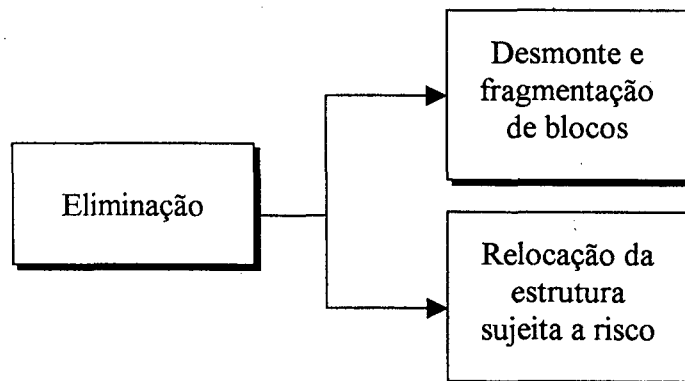 Eliminação
Desmonte e
fragmentação
de blocos
Relocação da
estrutura
sujeita a risco